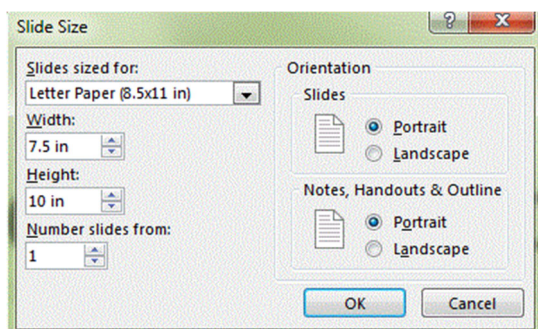 Slide Size
Slides sized for:
Letter Paper (8.5x11 in)
Width:
7.5 in
Height:
10 in
Number slides from:
1
Orientation
Slides
Portrait
Landscape
Notes, Handouts & Outline
Portrait
Landscape
OK
Cancel